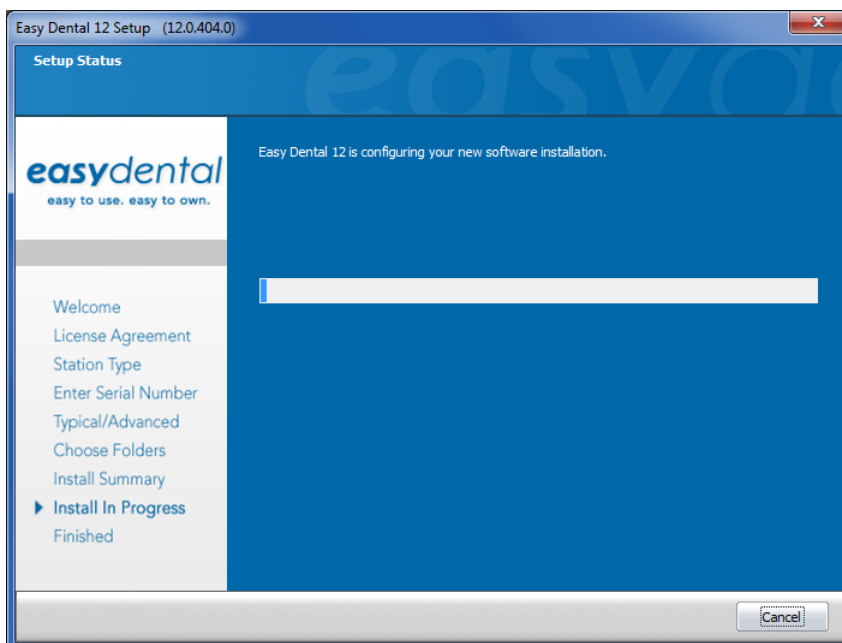 Easy Dental 12 Setup (12.0.404.0)
Setup Status
easyde
easydental
easy to use. easy to own.
Easy Dental 12 is configuring your new software installation.
Welcome
License Agreement
Station Type
Enter Serial Number
Typical/Advanced
Choose Folders
Install Summary
Install In Progress
Finished
Cancel